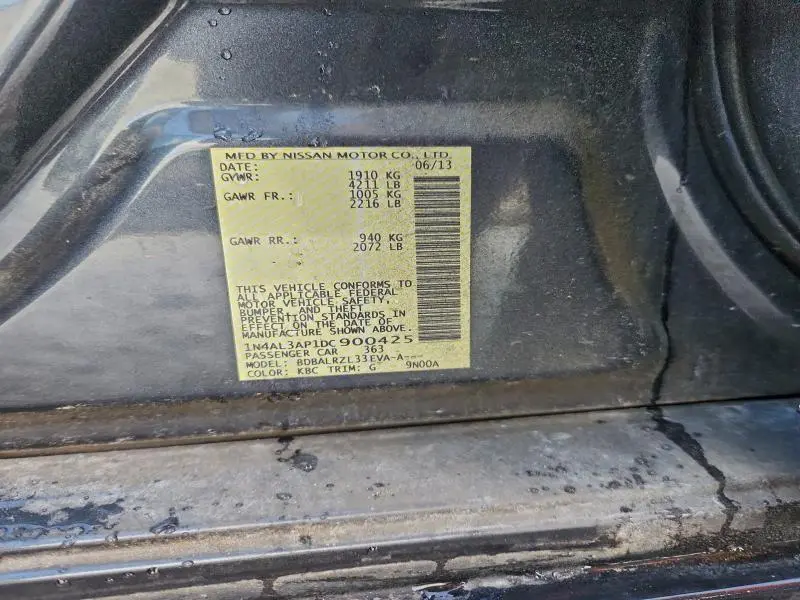 MFD BY NISSAN MOTOR CO., LTD.
DATE: 06/13
GVWR: 1910 KG
4211 LB
GAWR FR.: 1005 KG
2216 LB
GAWR RR.: 940 KG
2072 LB
THIS VEHICLE CONFORMS TO
ALL APPLICABLE FEDERAL
MOTOR VEHICLE SAFETY,
BUMPER, AND THEFT
PREVENTION STANDARDS IN
EFFECT ON THE DATE OF
MANUFACTURE SHOWN ABOVE.
1N4AL3AP1DC900425
PASSENGER CAR 363
MODEL: BDBALRZL33EVA-A---
COLOR: KBC TRIM: G 9N00A